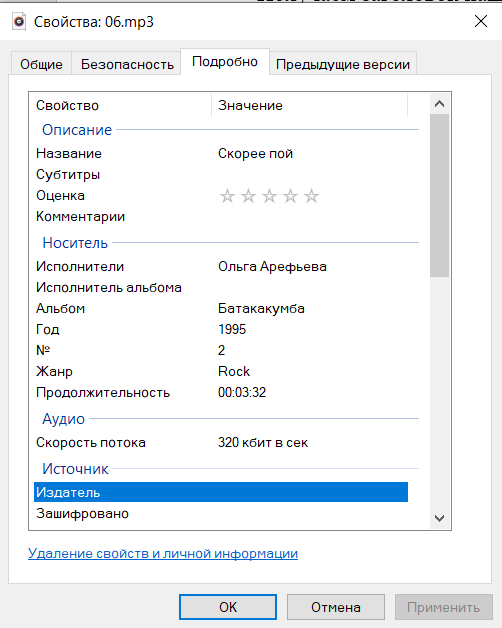 Свойства: 06.mp3
Общие Безопасность Подробно Предыдущие версии
Свойство Значение
Описание
Название Скорее пой
Субтитры
Оценка
Комментарии
Носитель
Исполнители Ольга Арефьева
Исполнитель альбома
Альбом Батакакумба
Год 1995
№ 2
Жанр Rock
Продолжительность 00:03:32
Аудио
Скорость потока 320 кбит в сек
Источник
Издатель
Зашифровано
Удаление свойств и личной информации
OK Отмена Применить